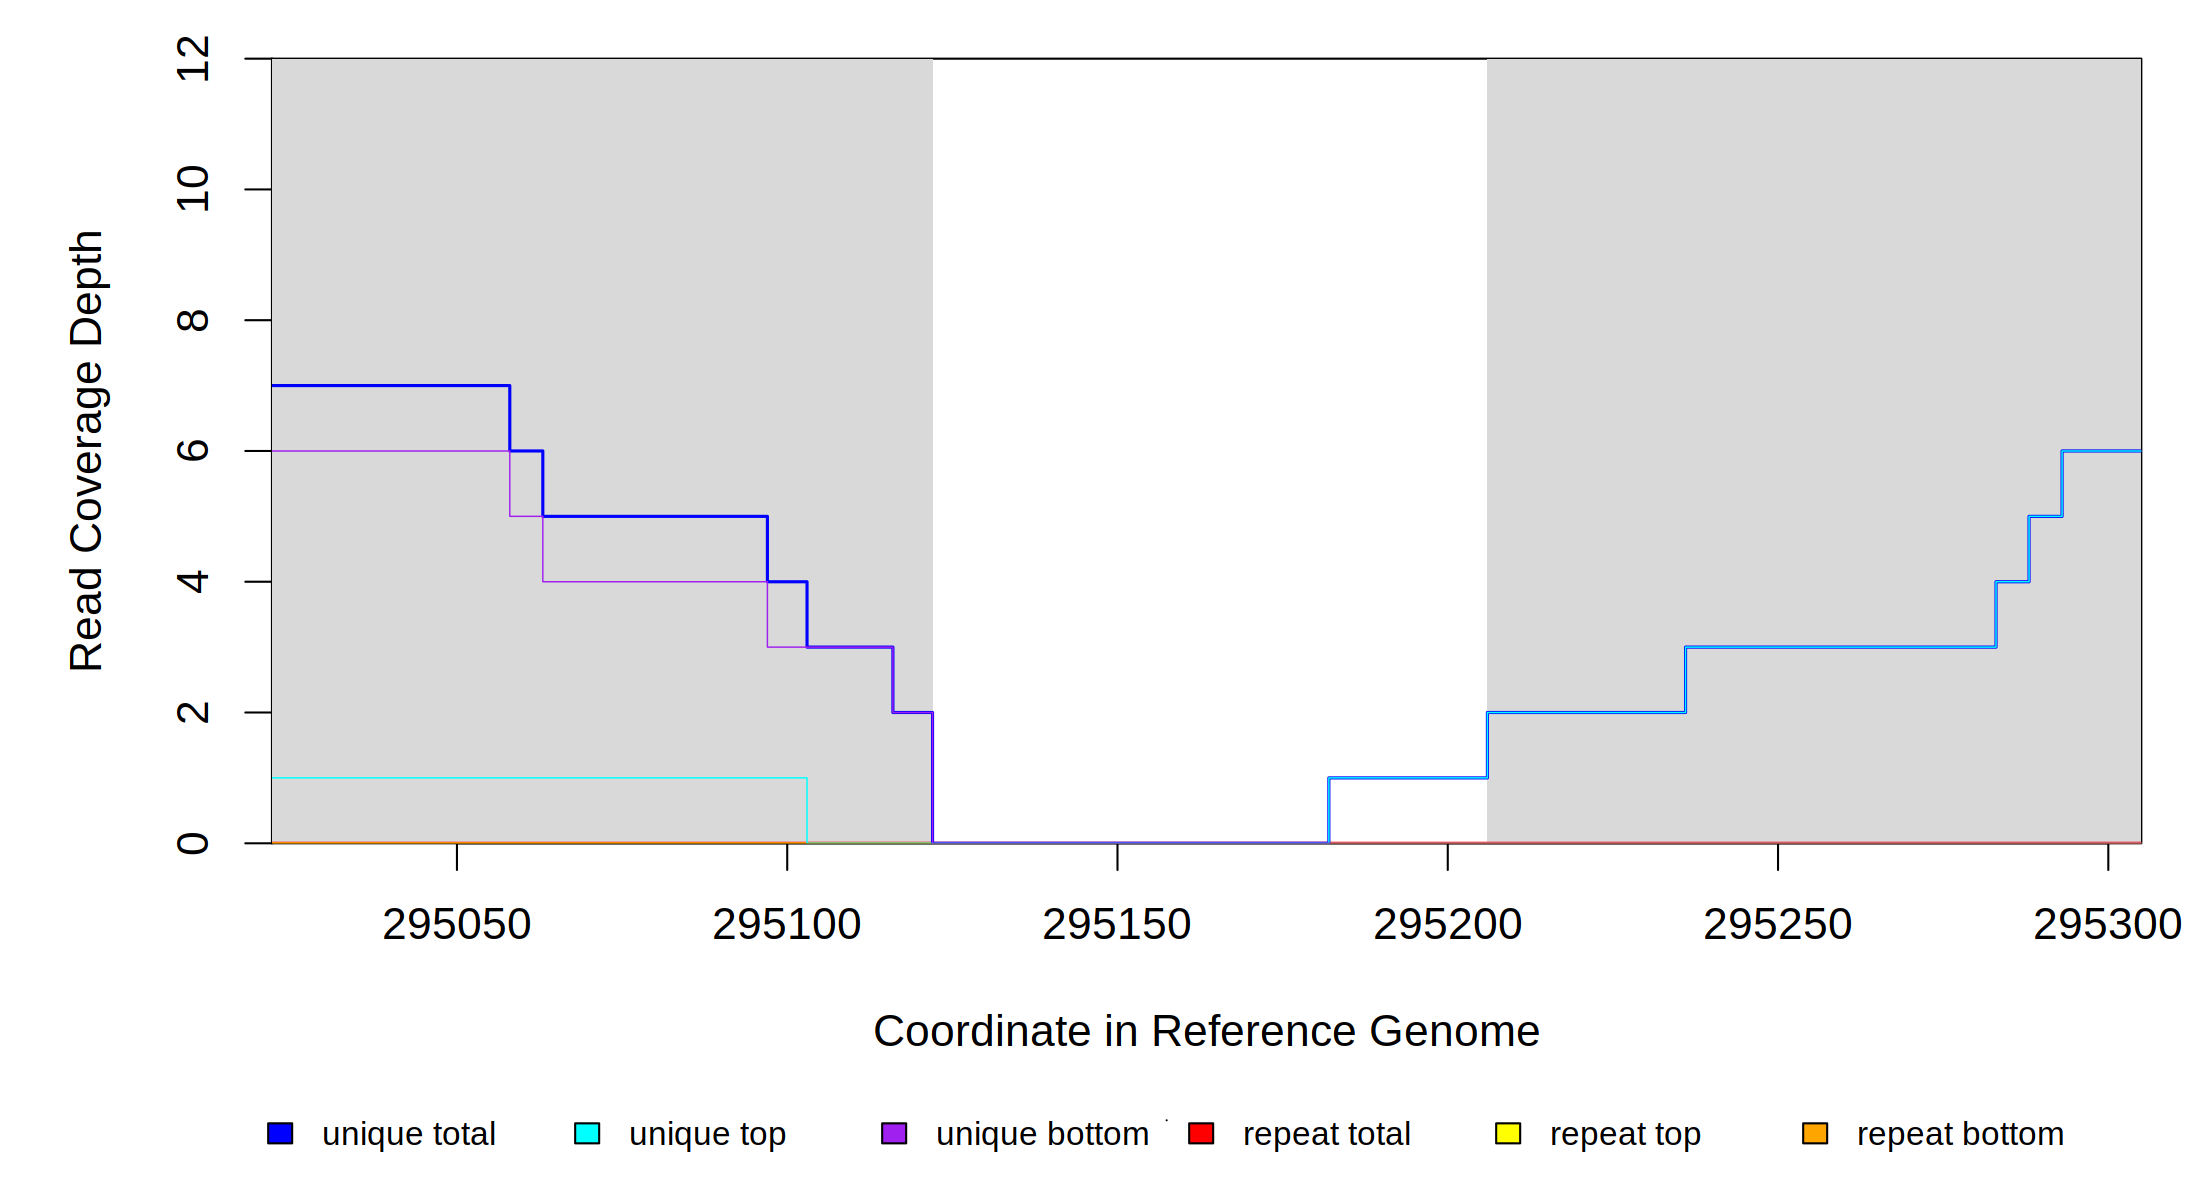 12
10
8
6
4
2
0
Read Coverage Depth
295050 295100 295150 295200 295250 295300
Coordinate in Reference Genome
unique total unique top unique bottom repeat total repeat top repeat bottom